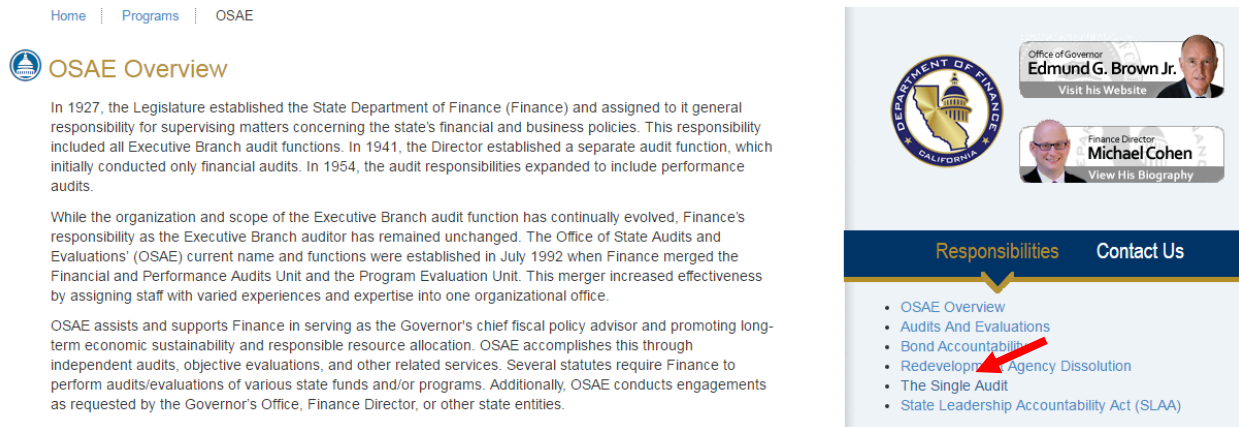 Home Programs OSAE
OSAE Overview
In 1927, the Legislature established the State Department of Finance (Finance) and assigned to it general
responsibility for supervising matters concerning the state's financial and business policies. This responsibility
included all Executive Branch audit functions. In 1941, the Director established a separate audit function, which
initially conducted only financial audits. In 1954, the audit responsibilities expanded to include performance
audits.
While the organization and scope of the Executive Branch audit function has continually evolved, Finance's
responsibility as the Executive Branch auditor has remained unchanged. The Office of State Audits and
Evaluations' (OSAE) current name and functions were established in July 1992 when Finance merged the
Financial and Performance Audits Unit and the Program Evaluation Unit. This merger increased effectiveness
by assigning staff with varied experiences and expertise into one organizational office.
OSAE assists and supports Finance in serving as the Governor's chief fiscal policy advisor and promoting long-
term economic sustainability and responsible resource allocation. OSAE accomplishes this through
independent audits, objective evaluations, and other related services. Several statutes require Finance to
perform audits/evaluations of various state funds and/or programs. Additionally, OSAE conducts engagements
as requested by the Governor's Office, Finance Director, or other state entities.
DEPARTMENT OF FINANCE
CALIFORNIA
Office of Governor
Edmund G. Brown Jr.
Visit his Website
Finance Director
Michael Cohen
View His Biography
Responsibilities Contact Us
• OSAE Overview
• Audits And Evaluations
• Bond Accountability
• Redevelopment Agency Dissolution
• The Single Audit
• State Leadership Accountability Act (SLAA)